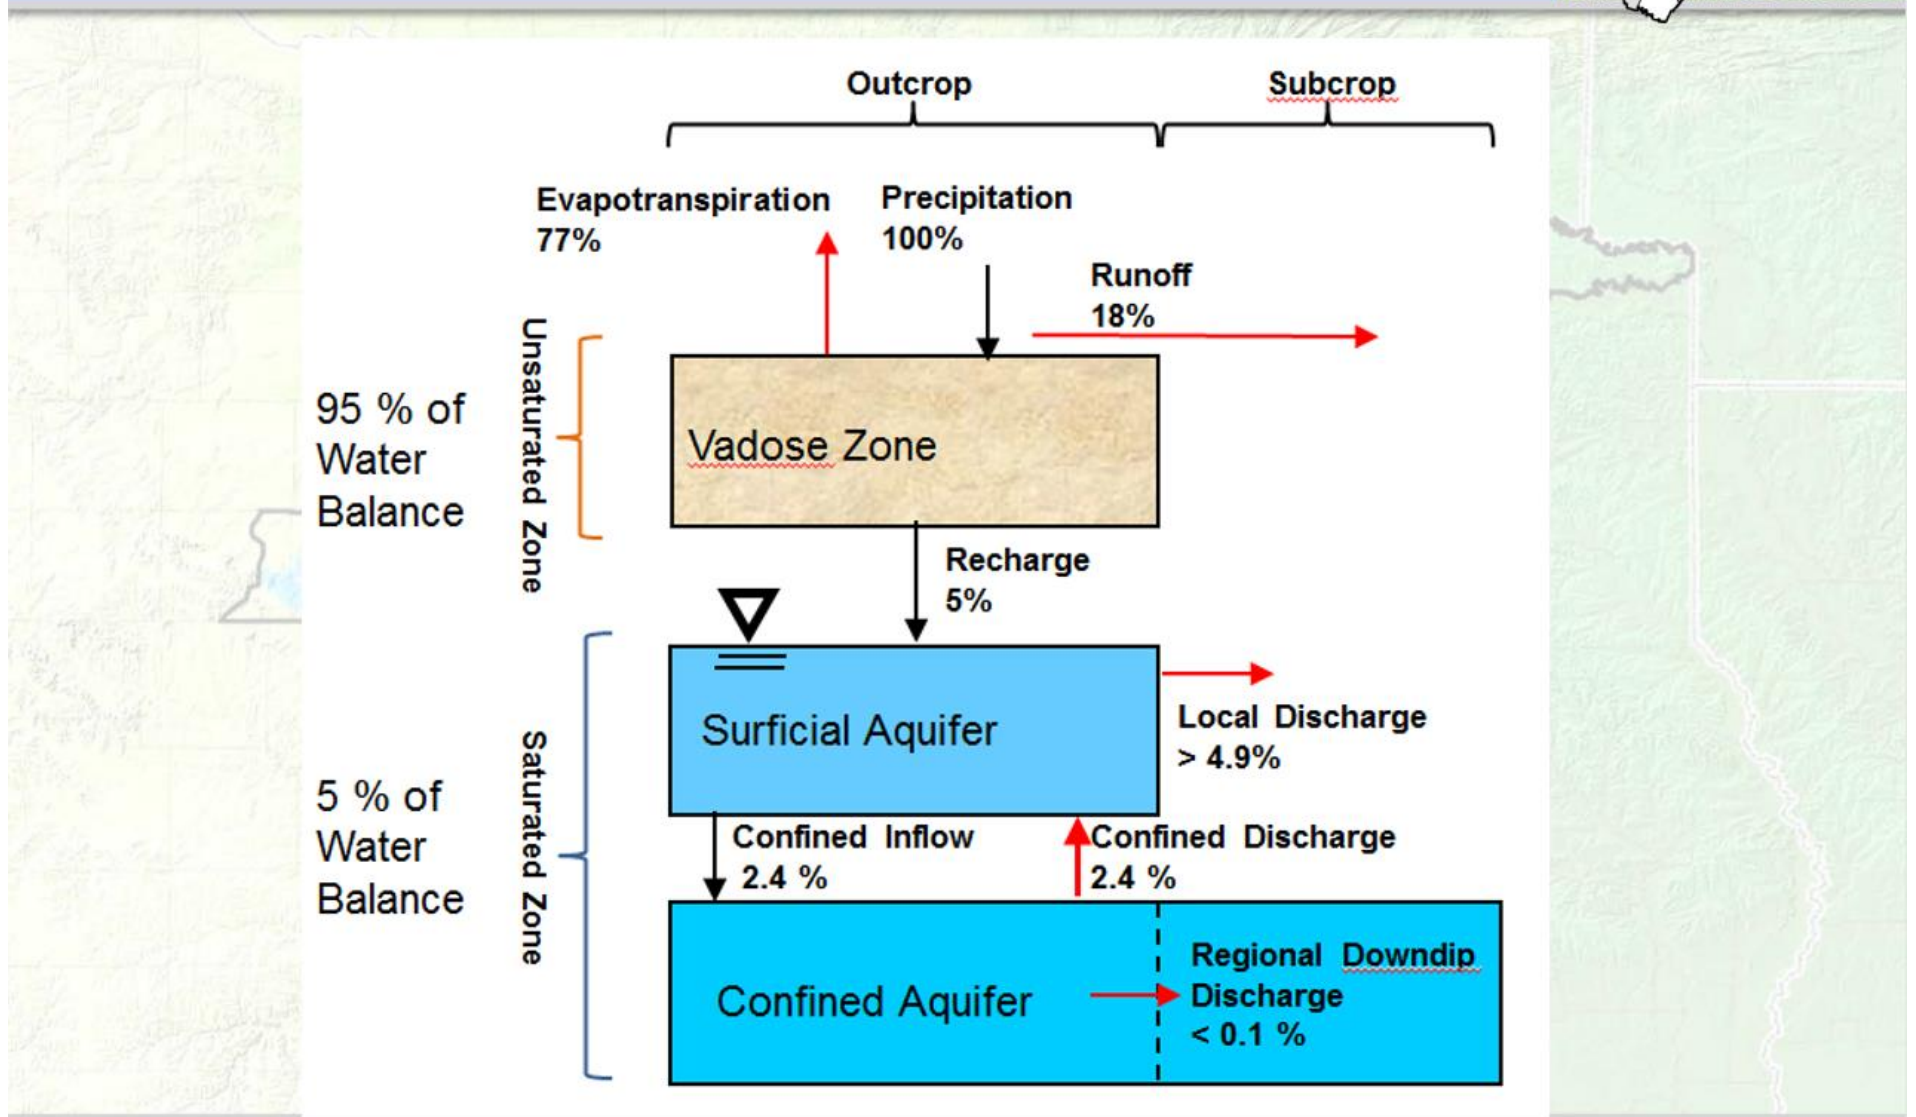 Outcrop
Subcrop
Evapotranspiration
77%
Precipitation
100%
Runoff
18%
Unsaturated Zone
95 % of
Water
Balance
Vadose Zone
Recharge
5%
Surficial Aquifer
Local Discharge
> 4.9%
Saturated Zone
5 % of
Water
Balance
Confined Inflow
2.4 %
Confined Discharge
2.4 %
Confined Aquifer
Regional Downdip
Discharge
< 0.1 %